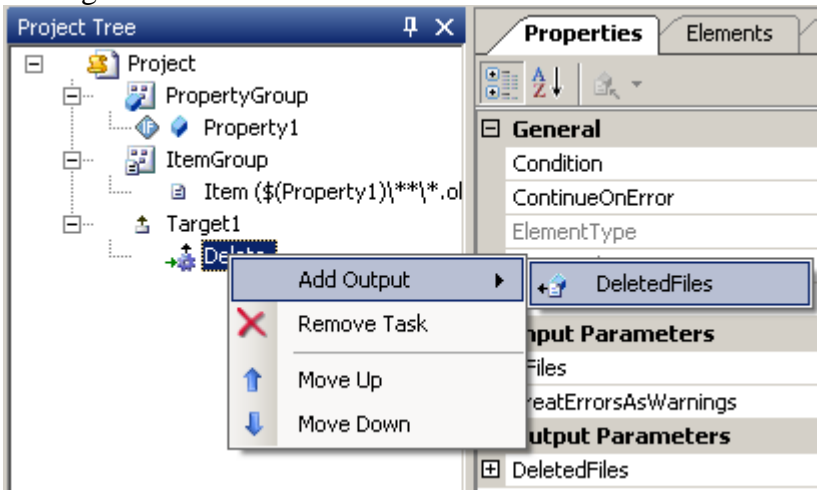 Project Tree
Properties
Elements
Project
PropertyGroup
Property1
ItemGroup
Item ($(Property1)\**\*.ol
Target1
Delete
General
Condition
ContinueOnError
ElementType
Add Output
DeletedFiles
Remove Task
Move Up
Move Down
nput Parameters
Files
reatErrorsAsWarnings
utput Parameters
DeletedFiles